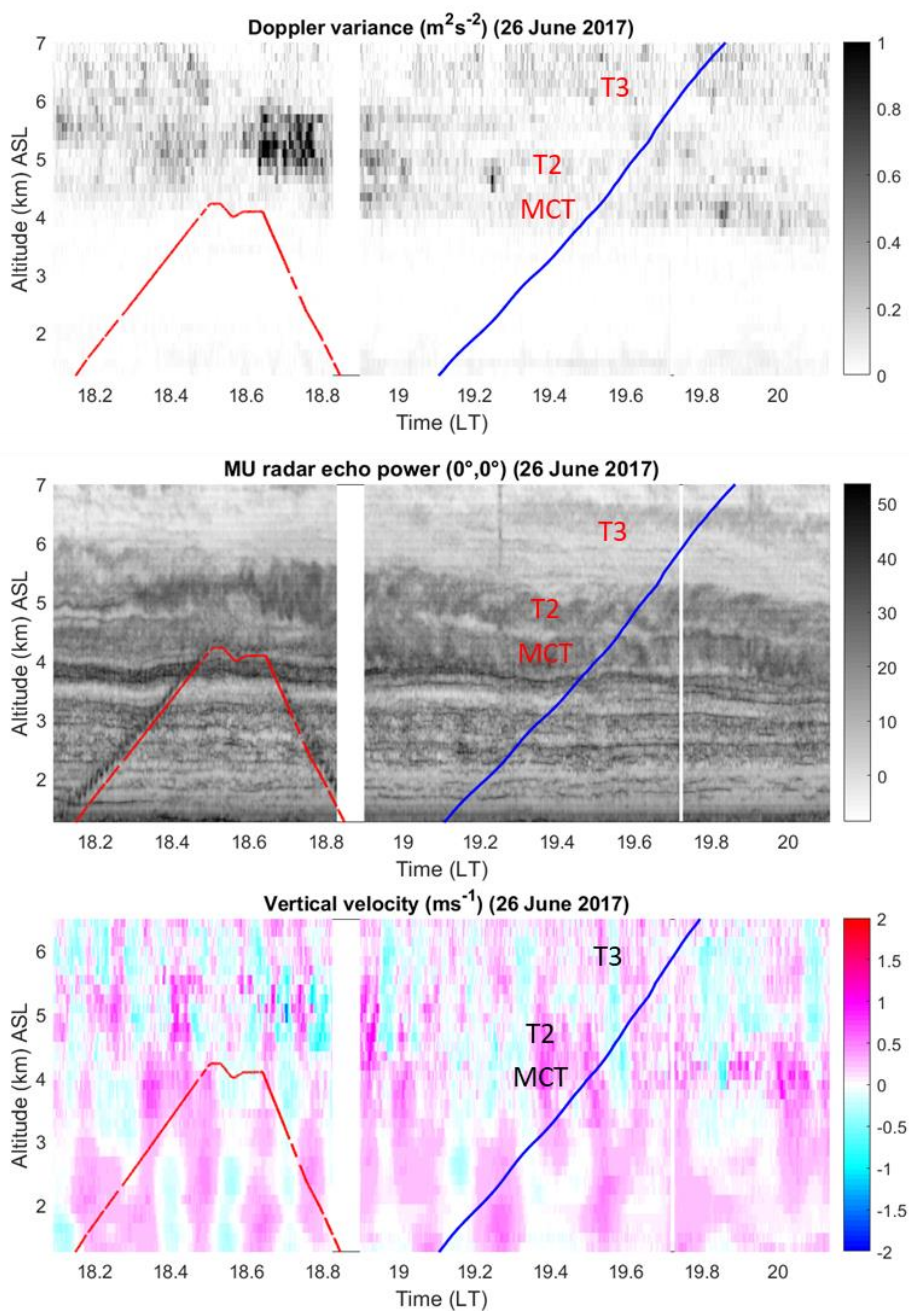 Doppler variance (m²s⁻²) (26 June 2017)
7
6
5
4
3
2
Altitude (km) ASL
T3
T2
MCT
1
0.8
0.6
0.4
0.2
0
18.2 18.4 18.6 18.8 19 19.2 19.4 19.6 19.8 20
Time (LT)
MU radar echo power (0°,0°) (26 June 2017)
7
6
5
4
3
2
Altitude (km) ASL
T3
T2
MCT
50
40
30
20
10
0
18.2 18.4 18.6 18.8 19 19.2 19.4 19.6 19.8 20
Time (LT)
Vertical velocity (ms⁻¹) (26 June 2017)
6
5
4
3
2
Altitude (km) ASL
T3
T2
MCT
2
1.5
1
0.5
0
-0.5
-1
-1.5
-2
18.2 18.4 18.6 18.8 19 19.2 19.4 19.6 19.8 20
Time (LT)